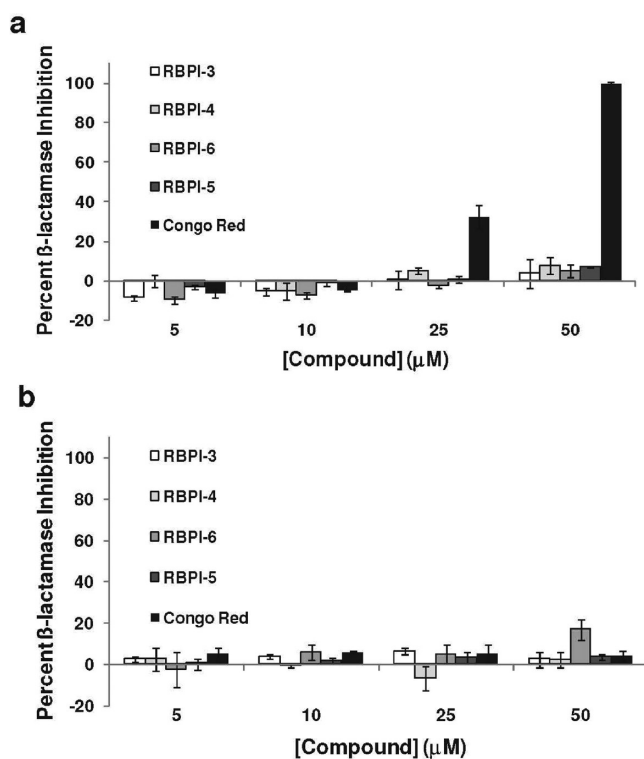 a
Percent ß-lactamase Inhibition
100
80
60
40
20
0
-20
RBPI-3
RBPI-4
RBPI-6
RBPI-5
Congo Red
5 10 25 50
[Compound] (µM)
b
Percent ß-lactamase Inhibition
100
80
60
40
20
0
-20
RBPI-3
RBPI-4
RBPI-6
RBPI-5
Congo Red
5 10 25 50
[Compound] (µM)